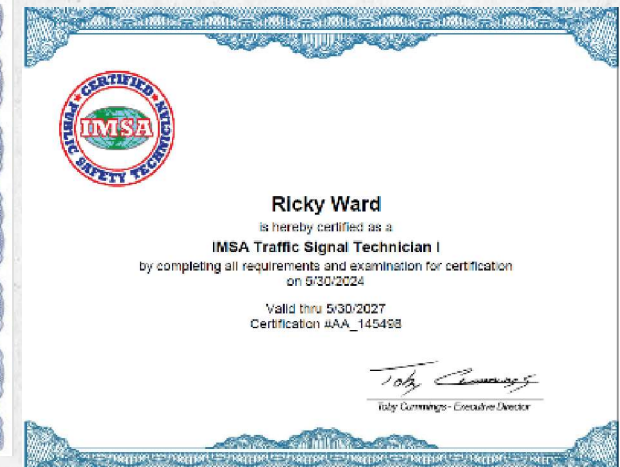 CERTIFIED
PUBLIC SAFETY TECHNICIAN
IMSA
Ricky Ward
is hereby certified as a
IMSA Traffic Signal Technician I
by completing all requirements and examination for certification
on 5/30/2024
Valid thru 5/30/2027
Certification #AA_145498
Toby Cummings
Toby Cummings - Executive Director